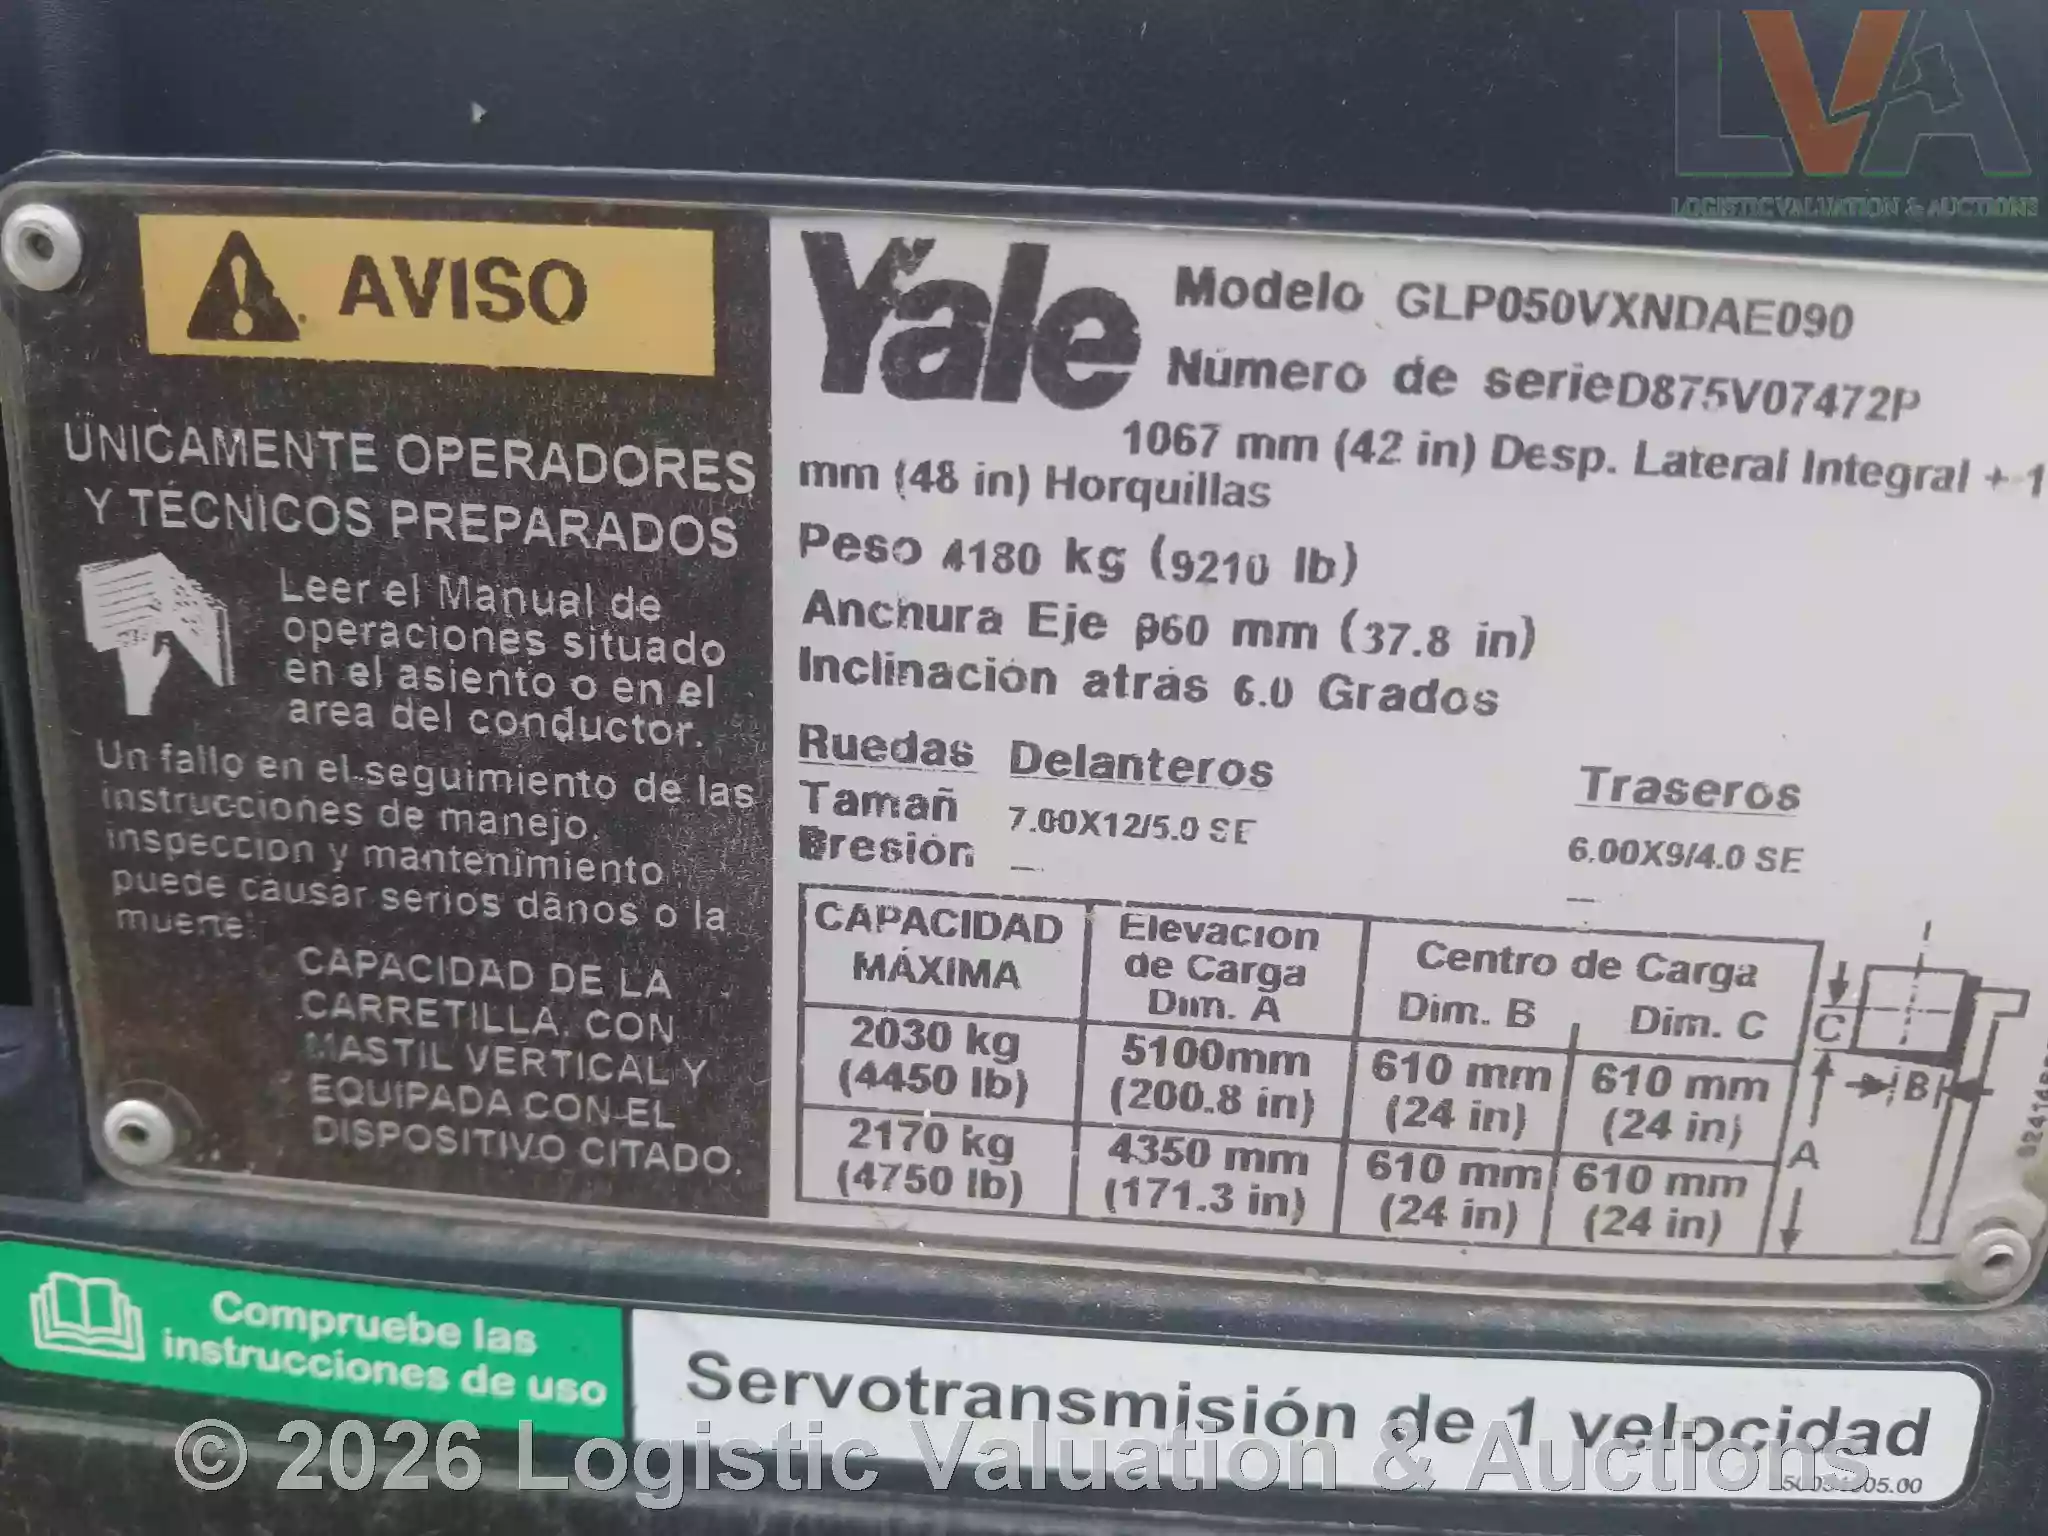 LVA
LOGISTIC VALUATION & AUCTIONS
AVISO
ÚNICAMENTE OPERADORES
Y TÉCNICOS PREPARADOS
Leer el Manual de
operaciones situado
en el asiento o en el
area del conductor.
Un fallo en el seguimiento de las
instrucciones de manejo,
inspección y mantenimiento
puede causar serios dânos o la
muerte.
CAPACIDAD DE LA
CARRETILLA, CON
MASTIL VERTICAL Y
EQUIPADA CON EL
DISPOSITIVO CITADO.
Yale
Modelo GLP050VXNDAE090
Número de serieD875V07472P
1067 mm (42 in) Desp. Lateral Integral + 1
mm (48 in) Horquillas
Peso 4180 kg (9210 lb)
Anchura Eje 960 mm (37.8 in)
Inclinación atrás 6.0 Grados
Ruedas Delanteros Traseros
Tamañ 7.00X12/5.0 SE 6.00X9/4.0 SE
Presión — —
CAPACIDAD MÁXIMA
Elevacion de Carga Dim. A
Centro de Carga
Dim. B Dim. C
2030 kg 5100mm 610 mm 610 mm
(4450 lb) (200.8 in) (24 in) (24 in)
2170 kg 4350 mm 610 mm 610 mm
(4750 lb) (171.3 in) (24 in) (24 in)
C
B
A
Compruebe las
instrucciones de uso
Servotransmisión de 1 velocidad
© 2026 Logistic Valuation & Auctions